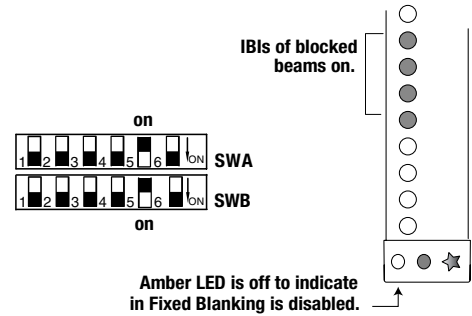 IBIs of blocked
beams on.
on
1 2 3 4 5 6 ON SWA
1 2 3 4 5 6 ON SWB
on
Amber LED is off to indicate
in Fixed Blanking is disabled.